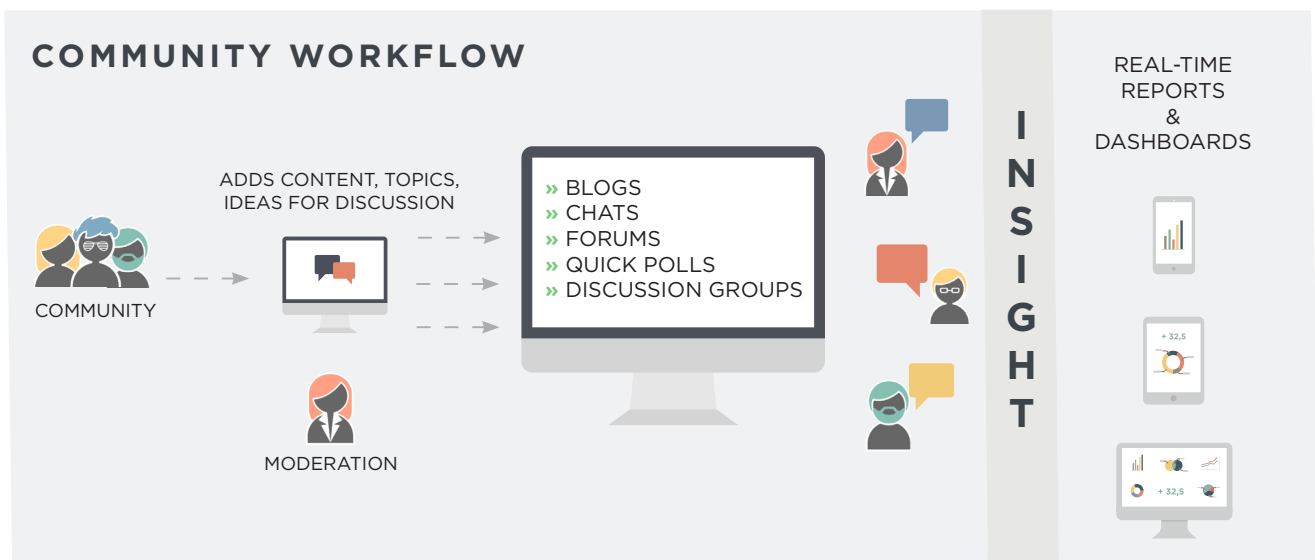 COMMUNITY WORKFLOW
ADDS CONTENT, TOPICS,
IDEAS FOR DISCUSSION
COMMUNITY
MODERATION
» BLOGS
» CHATS
» FORUMS
» QUICK POLLS
» DISCUSSION GROUPS
INSIGHT
REAL-TIME
REPORTS
&
DASHBOARDS
+ 32,5
+ 32,5